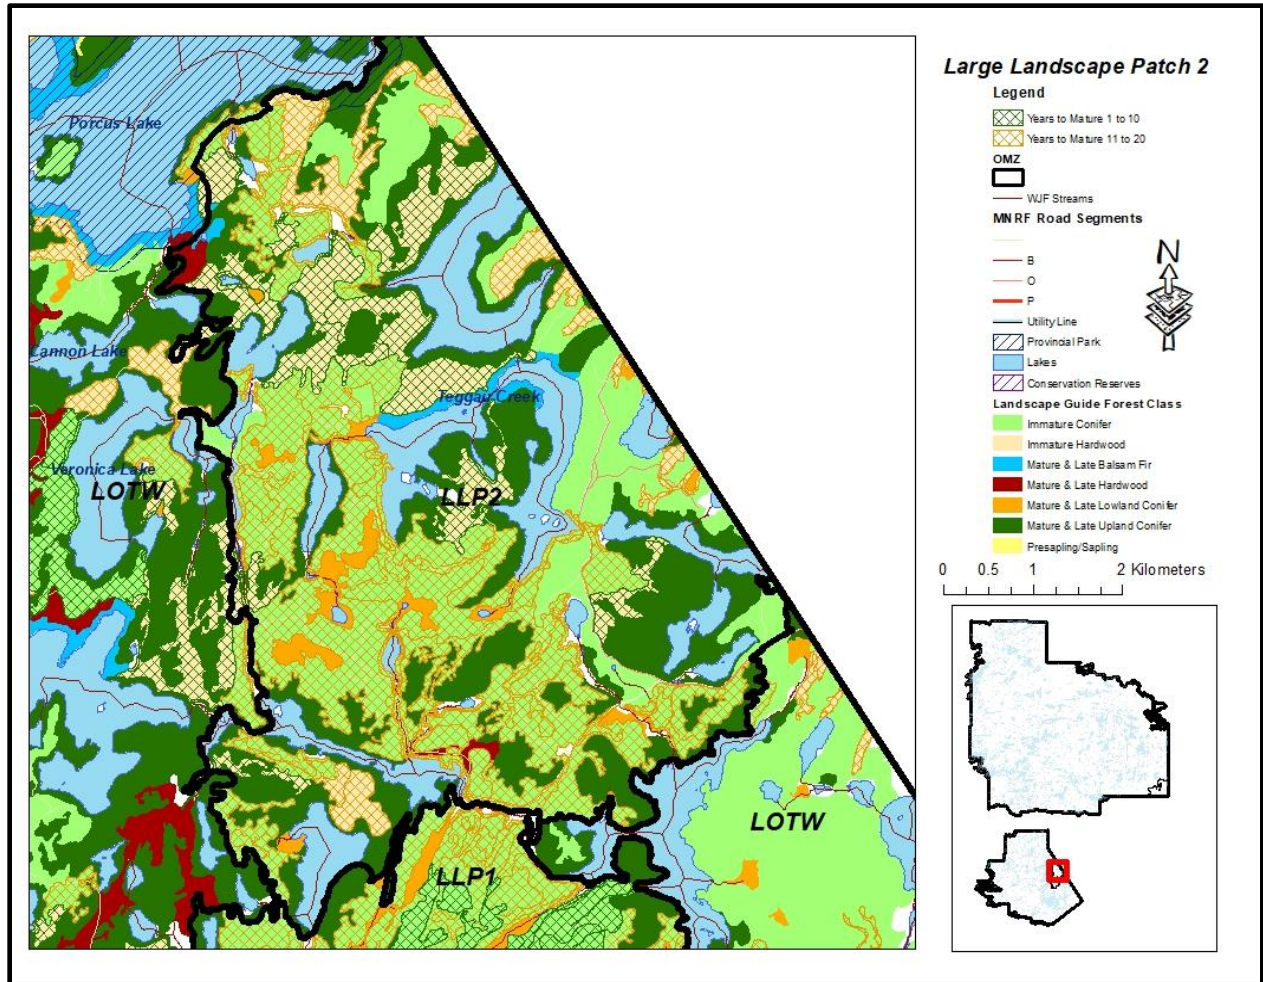 Large Landscape Patch 2
Legend
Years to Mature 1 to 10
Years to Mature 11 to 20
OMZ
WJF Streams
MNRF Road Segments
B
O
P
Utility Line
Provincial Park
Lakes
Conservation Reserves
Landscape Guide Forest Class
Immature Conifer
Immature Hardwood
Mature & Late Balsam Fir
Mature & Late Hardwood
Mature & Late Lowland Conifer
Mature & Late Upland Conifer
Presapling/Sapling
0 0.5 1 2 Kilometers
N
Porcus Lake
Cannon Lake
Teggau Creek
Veronica Lake
LOTW
LLP2
LOTW
LLP1